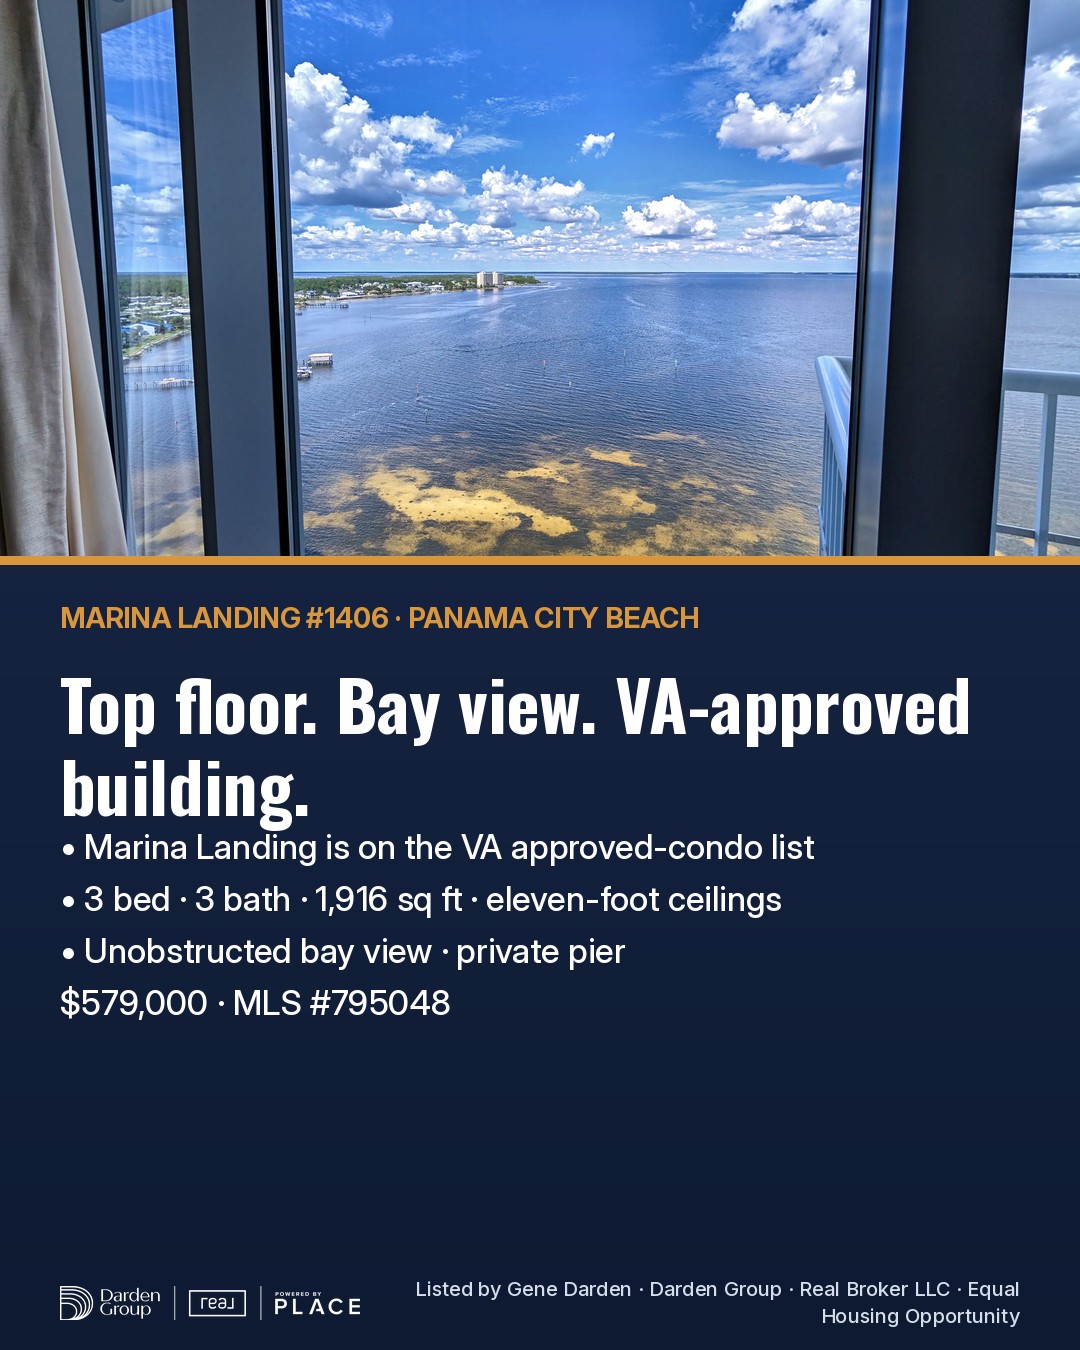 MARINA LANDING #1406 · PANAMA CITY BEACH
Top floor. Bay view. VA-approved
building.
• Marina Landing is on the VA approved-condo list
• 3 bed · 3 bath · 1,916 sq ft · eleven-foot ceilings
• Unobstructed bay view · private pier
$579,000 · MLS #795048
Darden
Group
real
POWERED BY
PLACE
Listed by Gene Darden · Darden Group · Real Broker LLC · Equal
Housing Opportunity